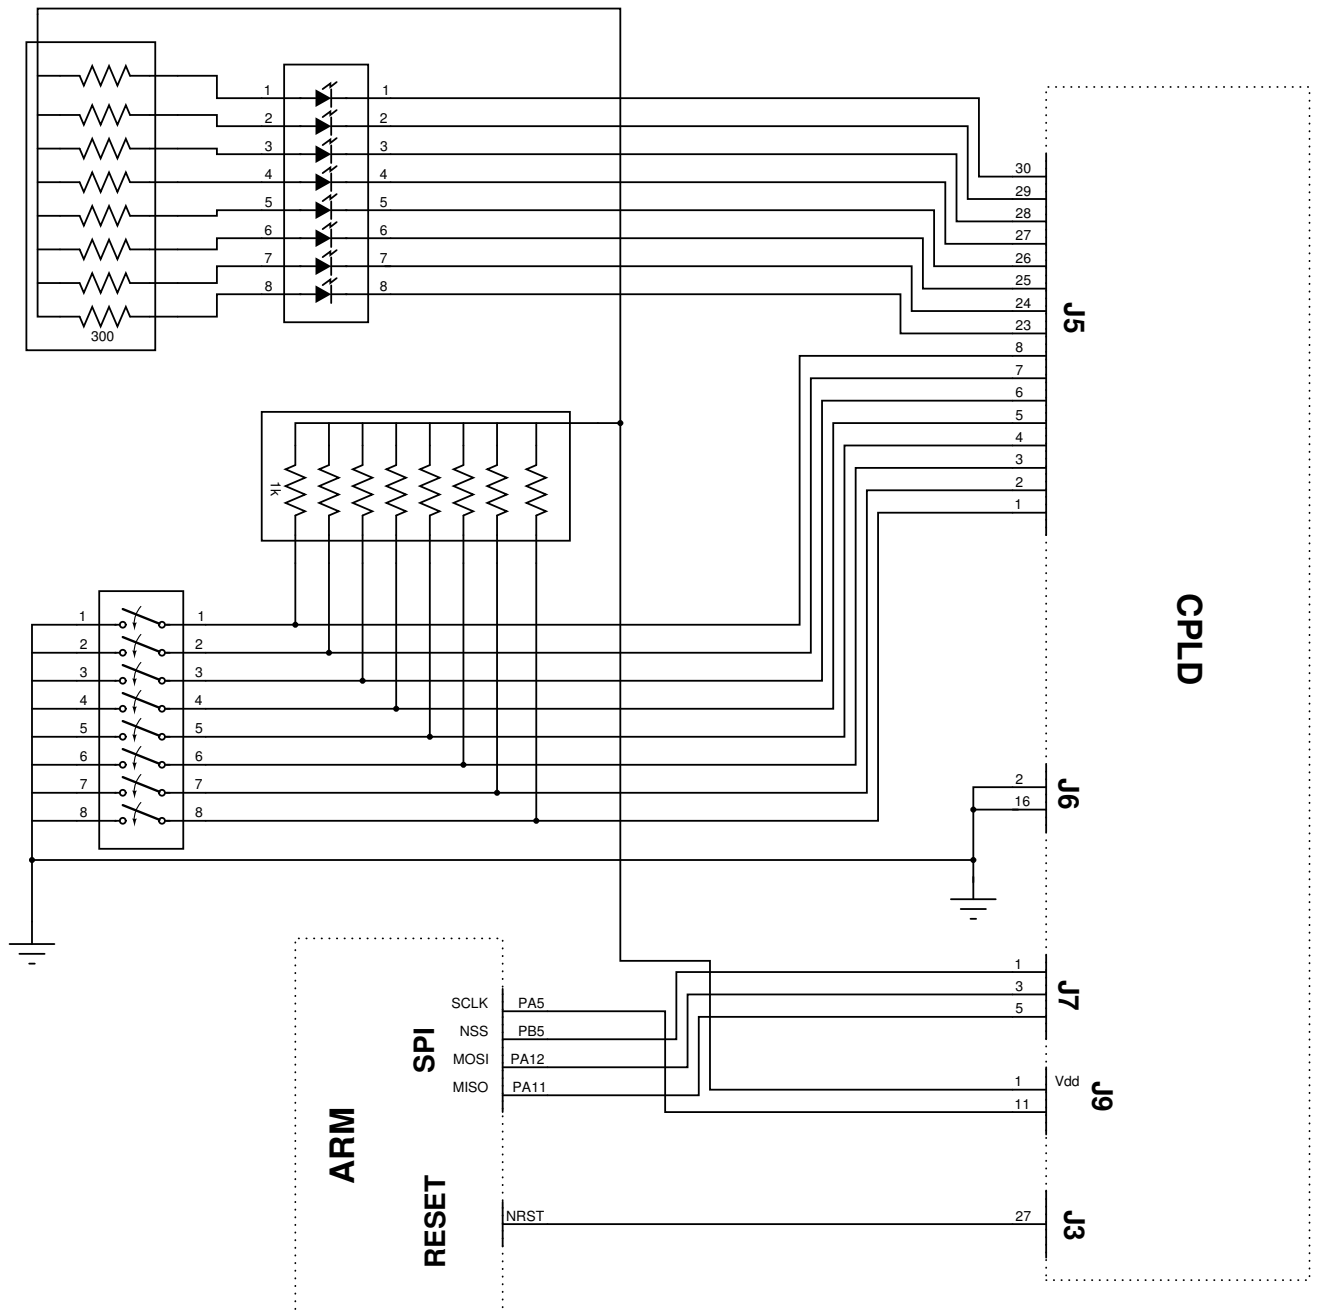 1 1
2 2
3 3
4 4
5 5
6 6
7 7
8 8
300
30
29
28
27
26
25
24
23
8
7
6
5
4
3
2
1
J5
1k
CPLD
1 1
2 2
3 3
4 4
5 5
6 6
7 7
8 8
2
16
J6
1
3
5
J7
SCLK PA5
NSS PB5
MOSI PA12
MISO PA11
SPI
1 Vdd
11
J9
ARM
RESET
NRST
27
J3